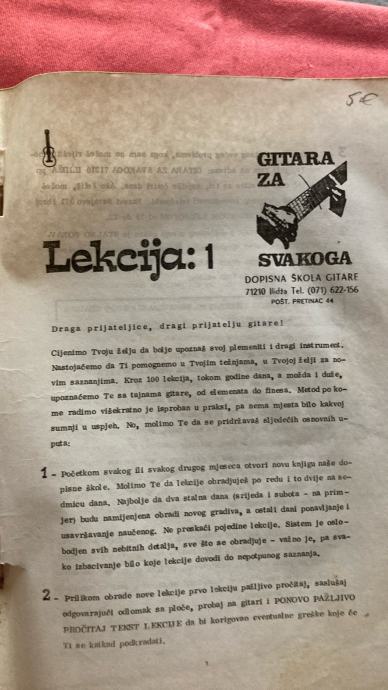 5€
GITARA
ZA
SVAKOGA
DOPISNA ŠKOLA GITARE
71210 Ilidža Tel. (071) 622-156
POŠT. PRETINAC 44
Lekcija: 1
Draga prijateljice, dragi prijatelju gitare!
Cijenimo Tvoju želju da bolje upoznaš svoj plemeniti i dragi instrument.
Nastojaćemo da Ti pomognemo u Tvojim težnjama, u Tvojoj želji za no-
vim saznanjima. Kroz 100 lekcija, tokom godine dana, a možda i duže,
upoznaćemo Te sa tajnama gitare, od elemenata do finesa. Metod po ko-
me radimo višekratno je isproban u praksi, pa nema mjesta bilo kakvoj
sumnji u uspjeh. No, molimo Te da se pridržavaš sljedećih osnovnih u-
puta:
1 - Početkom svakog ili svakog drugog mjeseca otvori novu knjigu naše do-
pisne škole. Molimo Te da lekcije obradjuješ po redu i to dvije na se-
dmicu dana. Najbolje da dva stalna dana (srijeda i subota - na prim-
jer) budu namijenjena obradi novog gradiva, a ostali dani ponavljanje i
usavršavanje naučenog. Ne preskači pojedine lekcije. Sistem je oslo-
bodjen svih nebitnih detalja, sve što se obradjuje - važno je, pa sva-
ko izbacivanje bilo koje lekcije dovodi do nepotpunog saznanja.
2 - Prilikom obrade nove lekcije prvo lekciju pažljivo pročitaj, saslušaj
odgovarajući odlomak sa ploče, probaj na gitari i PONOVO PAŽLJIVO
PROČITAJ TEKST LEKCIJE da bi korigovao eventualne greške koje će
Ti se katkad podkradati.